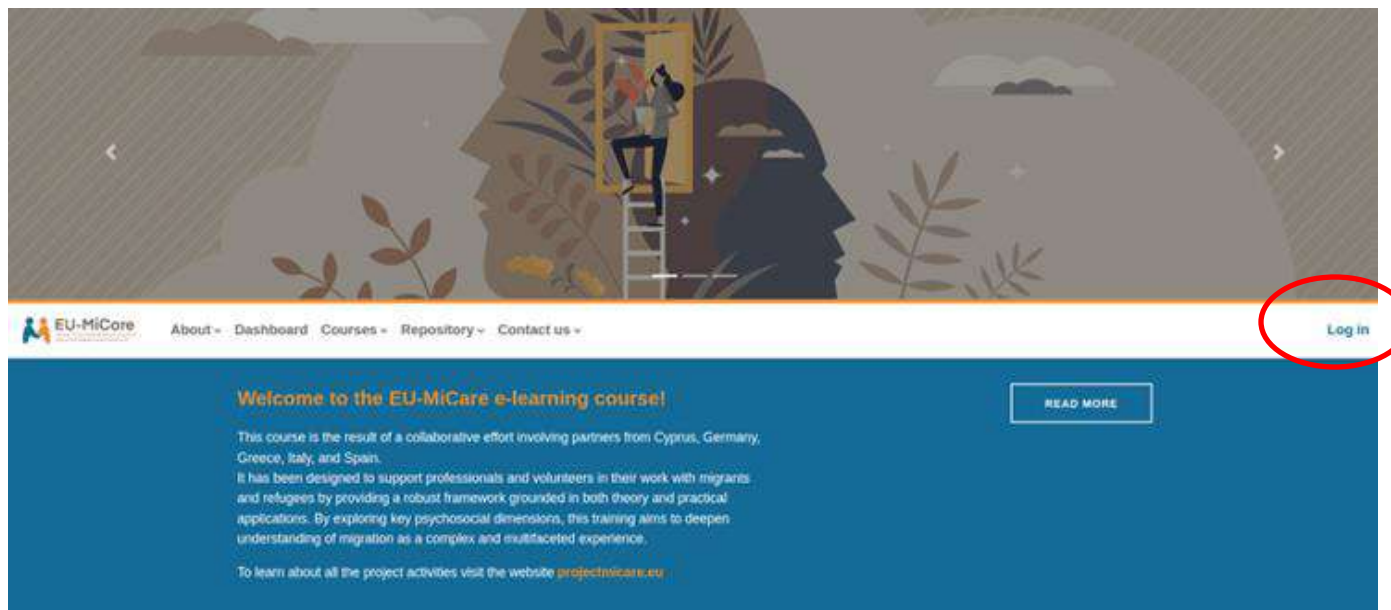 EU-MiCare
About Dashboard Courses Repository Contact us
Log in
Welcome to the EU-MiCare e-learning course!
READ MORE
This course is the result of a collaborative effort involving partners from Cyprus, Germany,
Greece, Italy, and Spain.
It has been designed to support professionals and volunteers in their work with migrants
and refugees by providing a robust framework grounded in both theory and practical
applications. By exploring key psychosocial dimensions, this training aims to deepen
understanding of migration as a complex and multifaceted experience.
To learn about all the project activities visit the website projectmicare.eu